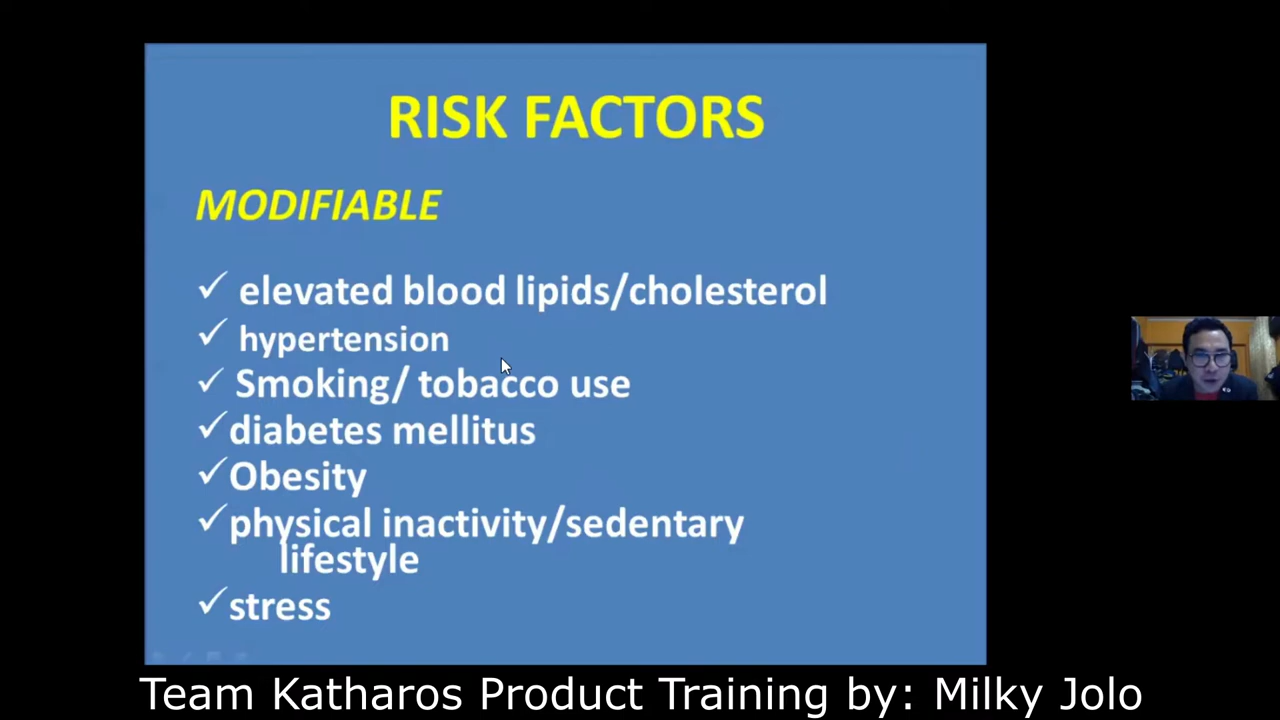 RISK FACTORS
MODIFIABLE
✓ elevated blood lipids/cholesterol
✓ hypertension
✓ Smoking/ tobacco use
✓diabetes mellitus
✓Obesity
✓physical inactivity/sedentary
lifestyle
✓stress
Team Katharos Product Training by: Milky Jolo